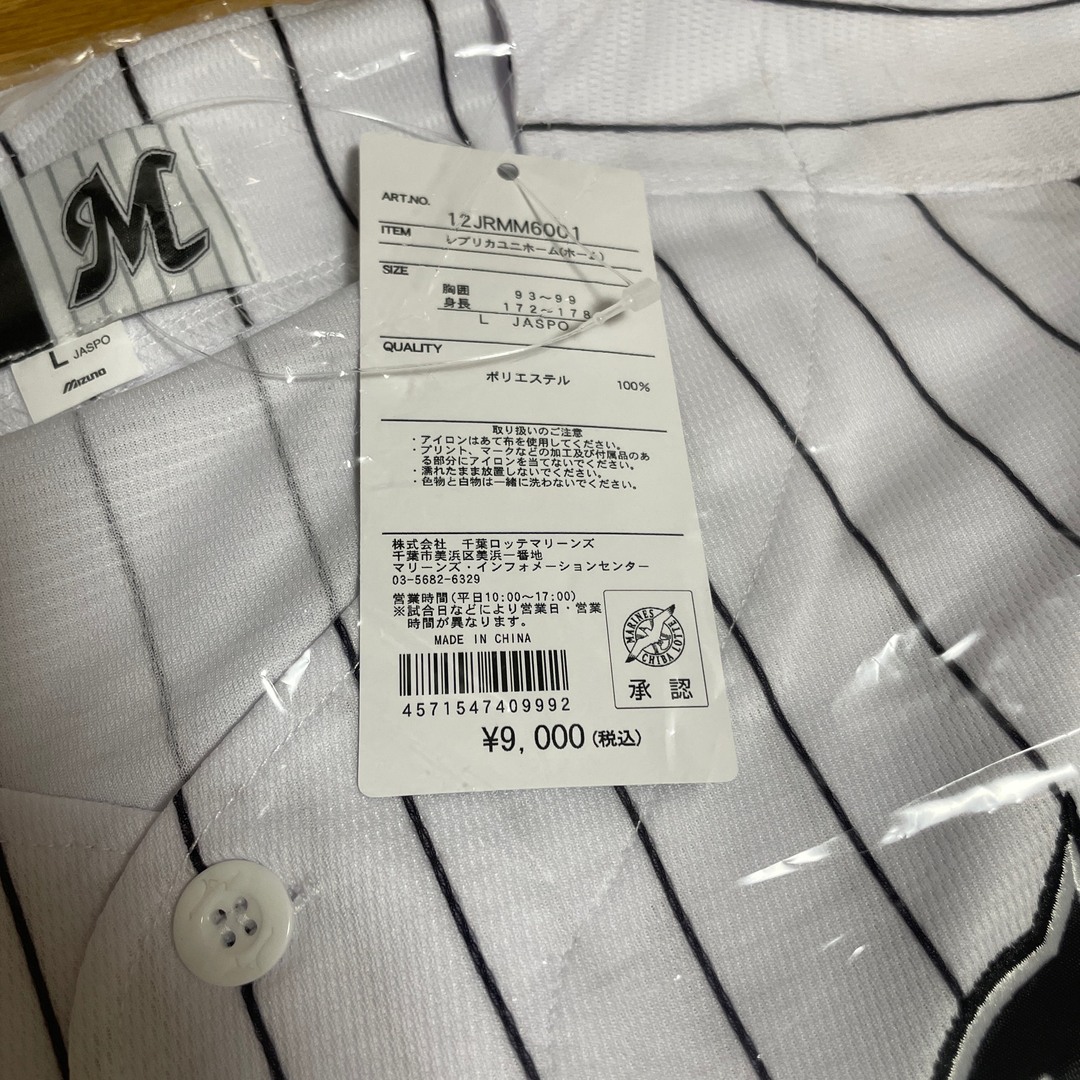 M
L JASPO
mizuno
ART.NO.
12JRMM6001
ITEM
レプリカユニホーム(ホーム)
SIZE
胸囲 93〜99
身長 172〜178
L JASPO
QUALITY
ポリエステル 100%
取り扱いのご注意
・アイロンはあて布を使用してください。
・プリント、マークなどの加工及び付属品のあ
る部分にアイロンを当てないでください。
・濡れたまま放置しないでください。
・色物と白物は一緒に洗わないでください。
株式会社 千葉ロッテマリーンズ
千葉市美浜区美浜一番地
マリーンズ・インフォメーションセンター
03-5682-6329
営業時間(平日10:00〜17:00)
※試合日などにより営業日・営業
時間が異なります。
MADE IN CHINA
MARINES
CHIBA LOTTE
承認
4571547409992
¥9,000(税込)